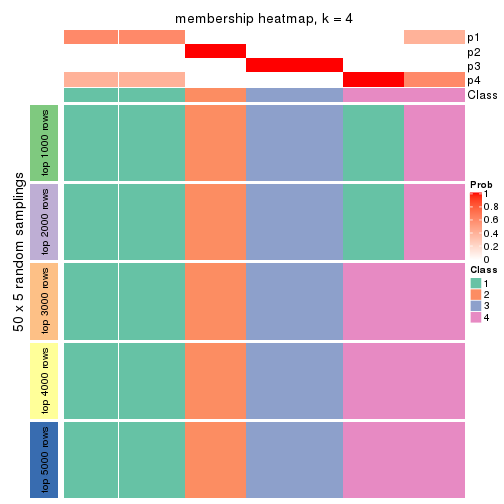 membership heatmap, k = 4
p1
p2
p3
p4
Class
50 x 5 random samplings
top 1000 rows
top 2000 rows
top 3000 rows
top 4000 rows
top 5000 rows
Prob
1
0.8
0.6
0.4
0.2
0
Class
1
2
3
4